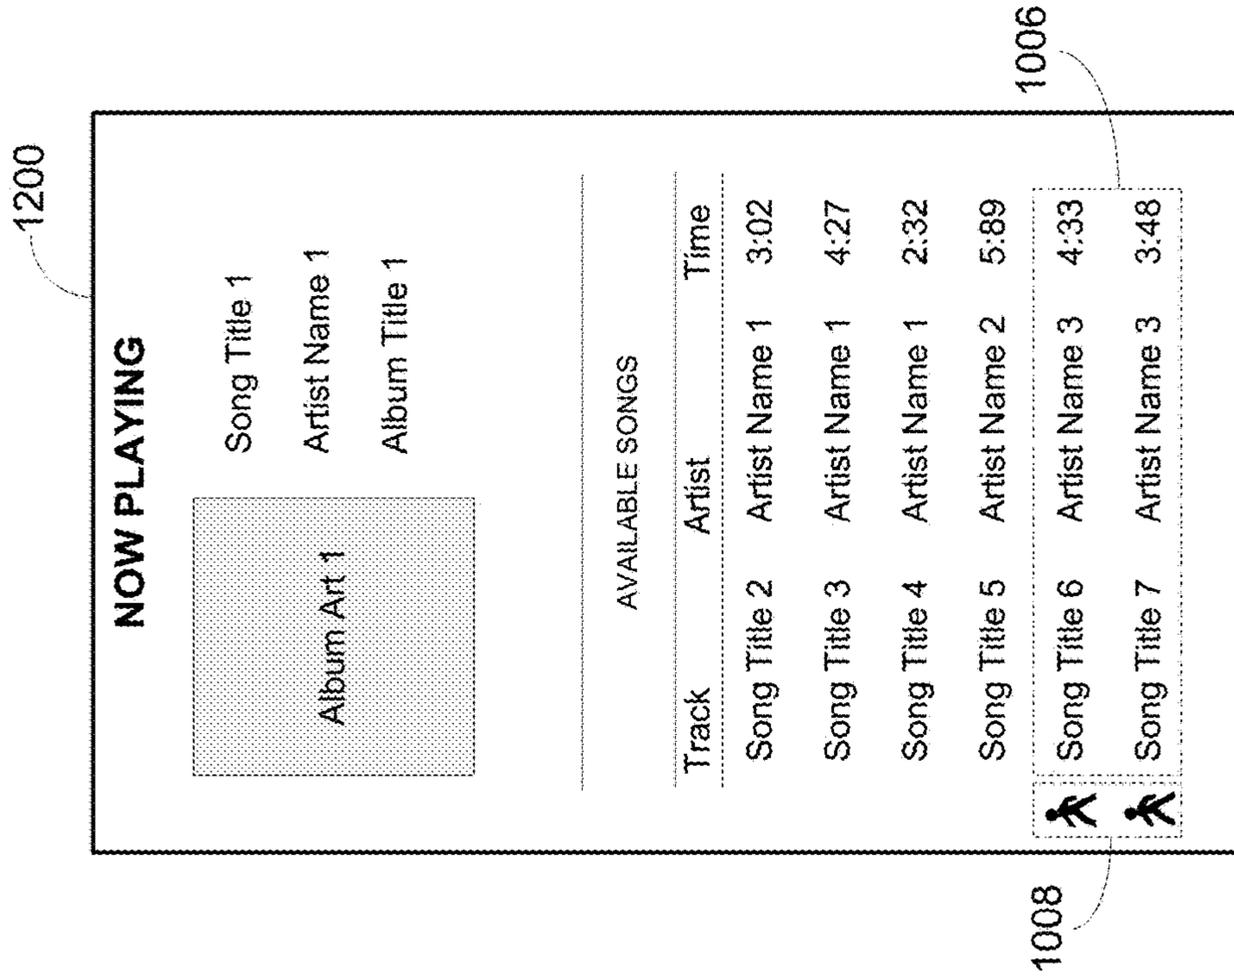 1200
NOW PLAYING
Album Art 1
Song Title 1
Artist Name 1
Album Title 1
AVAILABLE SONGS
Track Artist Time
Song Title 2 Artist Name 1 3:02
Song Title 3 Artist Name 1 4:27
Song Title 4 Artist Name 1 2:32
Song Title 5 Artist Name 2 5:89
Song Title 6 Artist Name 3 4:33
Song Title 7 Artist Name 3 3:48
1008
1006